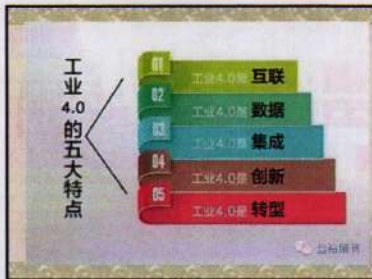 工业4.0的五大特点
01
工业4.0是 互联
02
工业4.0是 数据
03
工业4.0是 集成
04
工业4.0是 创新
05
工业4.0是 转型